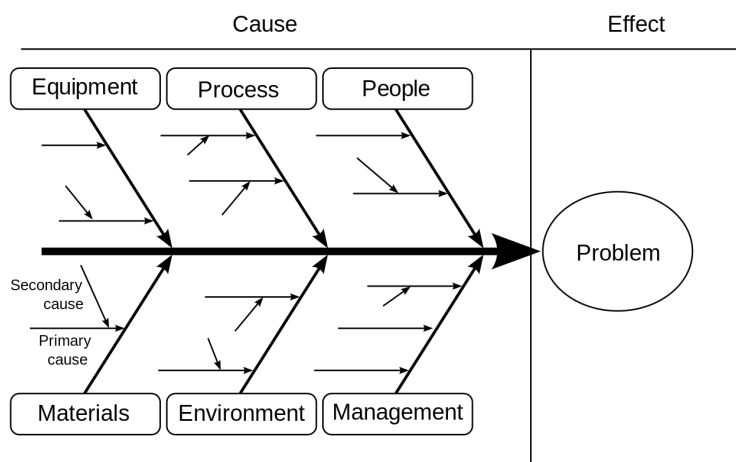 Cause
Effect
Equipment
Process
People
Problem
Secondary
cause
Primary
cause
Materials
Environment
Management